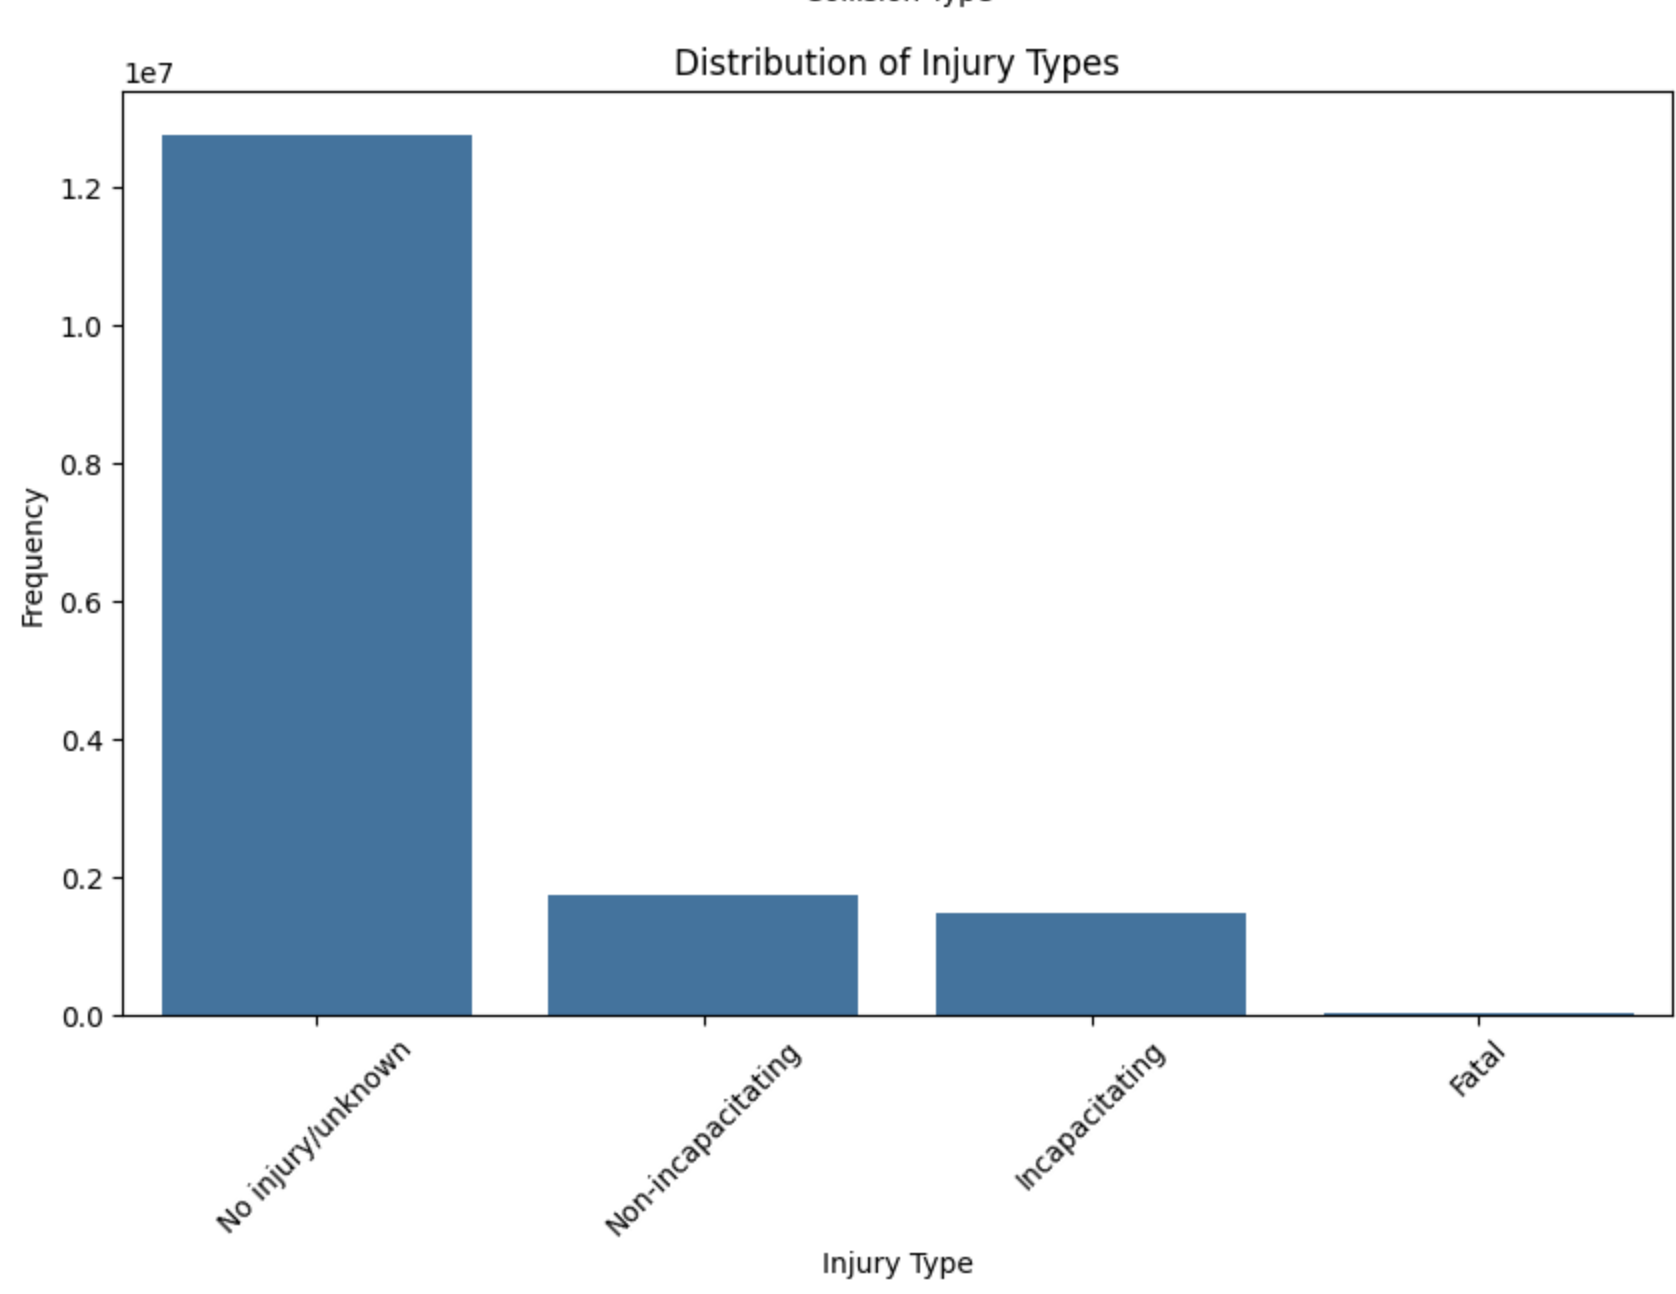 Distribution of Injury Types
1e7
1.2
1.0
0.8
0.6
0.4
0.2
0.0
Frequency
No injury/unknown
Non-incapacitating
Incapacitating
Fatal
Injury Type